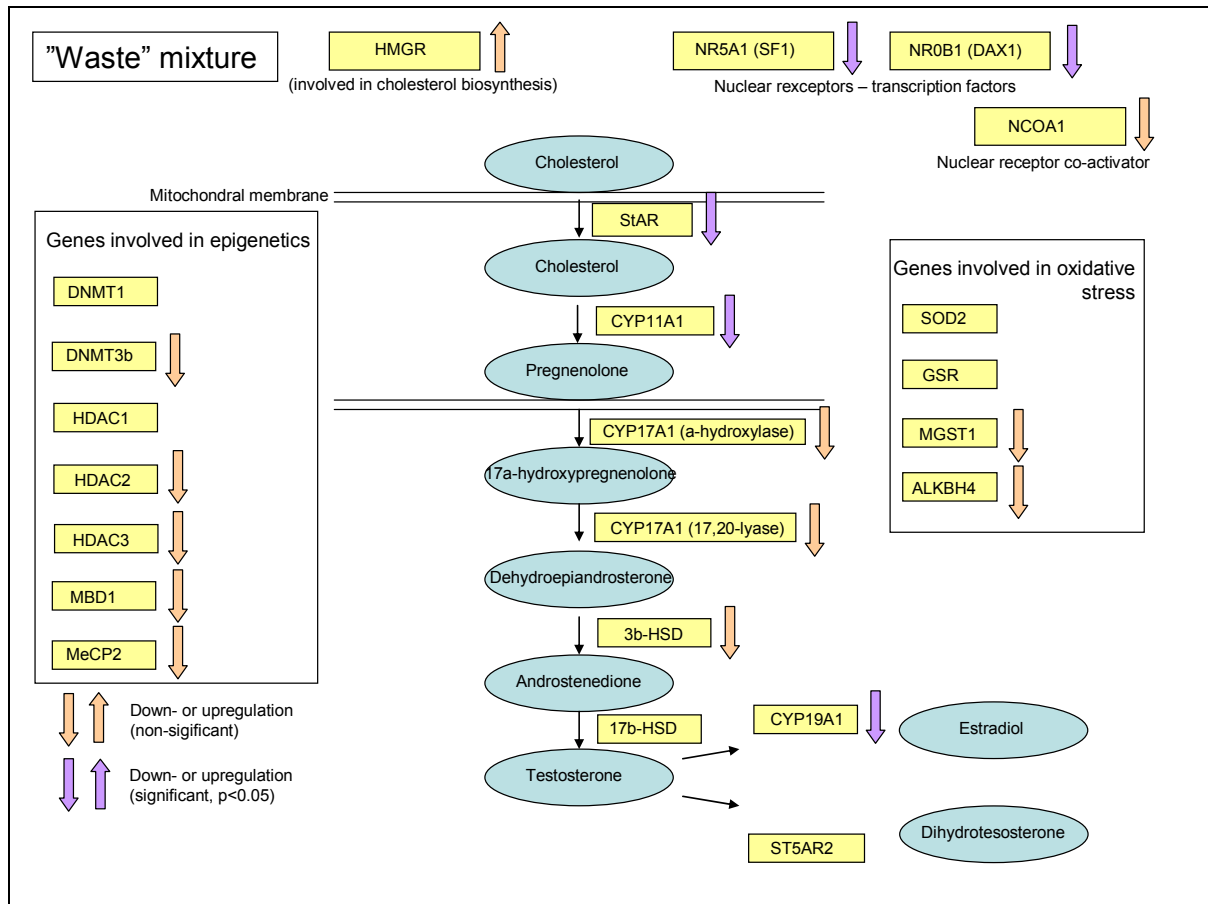 ”Waste” mixture
HMGR
(involved in cholesterol biosynthesis)
NR5A1 (SF1)
NR0B1 (DAX1)
Nuclear rexceptors – transcription factors
NCOA1
Nuclear receptor co-activator
Cholesterol
Mitochondral membrane
StAR
Cholesterol
CYP11A1
Pregnenolone
CYP17A1 (a-hydroxylase)
17a-hydroxypregnenolone
CYP17A1 (17,20-lyase)
Dehydroepiandrosterone
3b-HSD
Androstenedione
17b-HSD
Testosterone
CYP19A1
Estradiol
ST5AR2
Dihydrotesosterone
Genes involved in epigenetics
DNMT1
DNMT3b
HDAC1
HDAC2
HDAC3
MBD1
MeCP2
Genes involved in oxidative
stress
SOD2
GSR
MGST1
ALKBH4
Down- or upregulation
(non-sigificant)
Down- or upregulation
(significant, p<0.05)